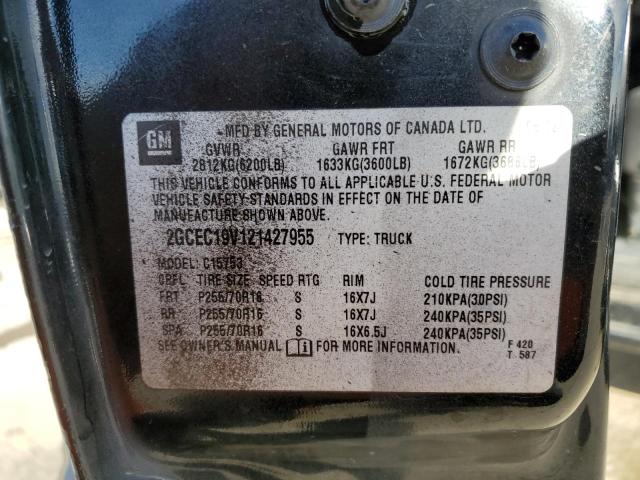 GM
MFD BY GENERAL MOTORS OF CANADA LTD.
GVWR GAWR FRT GAWR RR
2812KG(6200LB) 1633KG(3600LB) 1672KG(3686LB)
THIS VEHICLE CONFORMS TO ALL APPLICABLE U.S. FEDERAL MOTOR
VEHICLE SAFETY STANDARDS IN EFFECT ON THE DATE OF
MANUFACTURE SHOWN ABOVE.
2GCEC19V121427955 TYPE: TRUCK
MODEL: C15753
TIRE SIZE SPEED RTG RIM COLD TIRE PRESSURE
FRT P255/70R16 S 16X7J 210KPA(30PSI)
RR P255/70R16 S 16X7J 240KPA(35PSI)
SPA P255/70R16 S 16X6.5J 240KPA(35PSI)
SEE OWNER'S MANUAL FOR MORE INFORMATION.
F 420
T 587